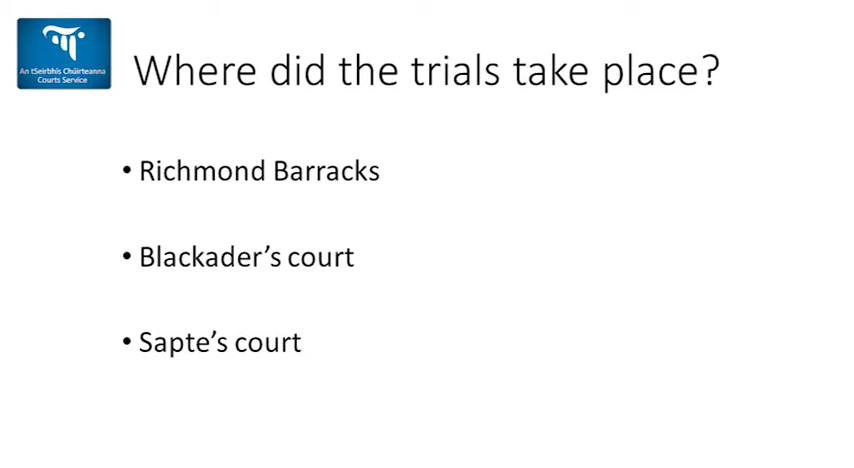 An tSeirbhís Chúirteanna
Courts Service
Where did the trials take place?
• Richmond Barracks
• Blackader’s court
• Sapte’s court